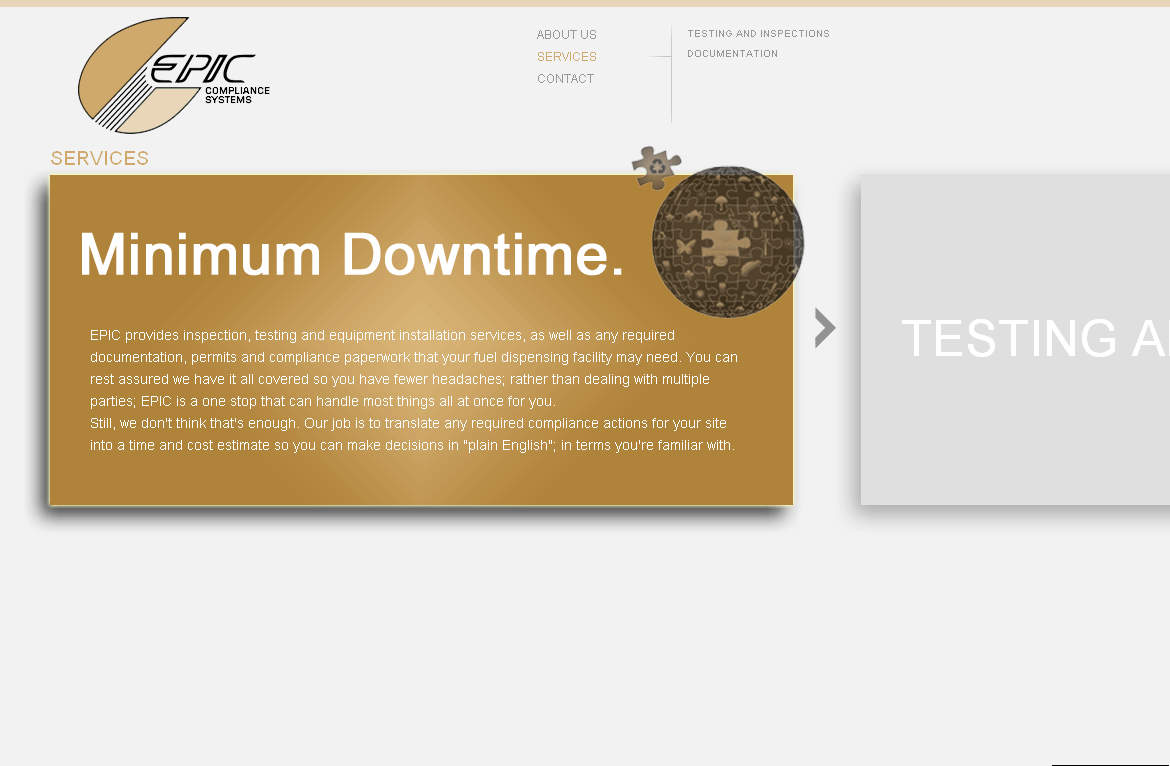 EPIC
COMPLIANCE
SYSTEMS
ABOUT US
SERVICES
CONTACT
TESTING AND INSPECTIONS
DOCUMENTATION
SERVICES
Minimum Downtime.
EPIC provides inspection, testing and equipment installation services, as well as any required
documentation, permits and compliance paperwork that your fuel dispensing facility may need. You can
rest assured we have it all covered so you have fewer headaches; rather than dealing with multiple
parties; EPIC is a one stop that can handle most things all at once for you.
Still, we don't think that's enough. Our job is to translate any required compliance actions for your site
into a time and cost estimate so you can make decisions in "plain English"; in terms you're familiar with.
TESTING A